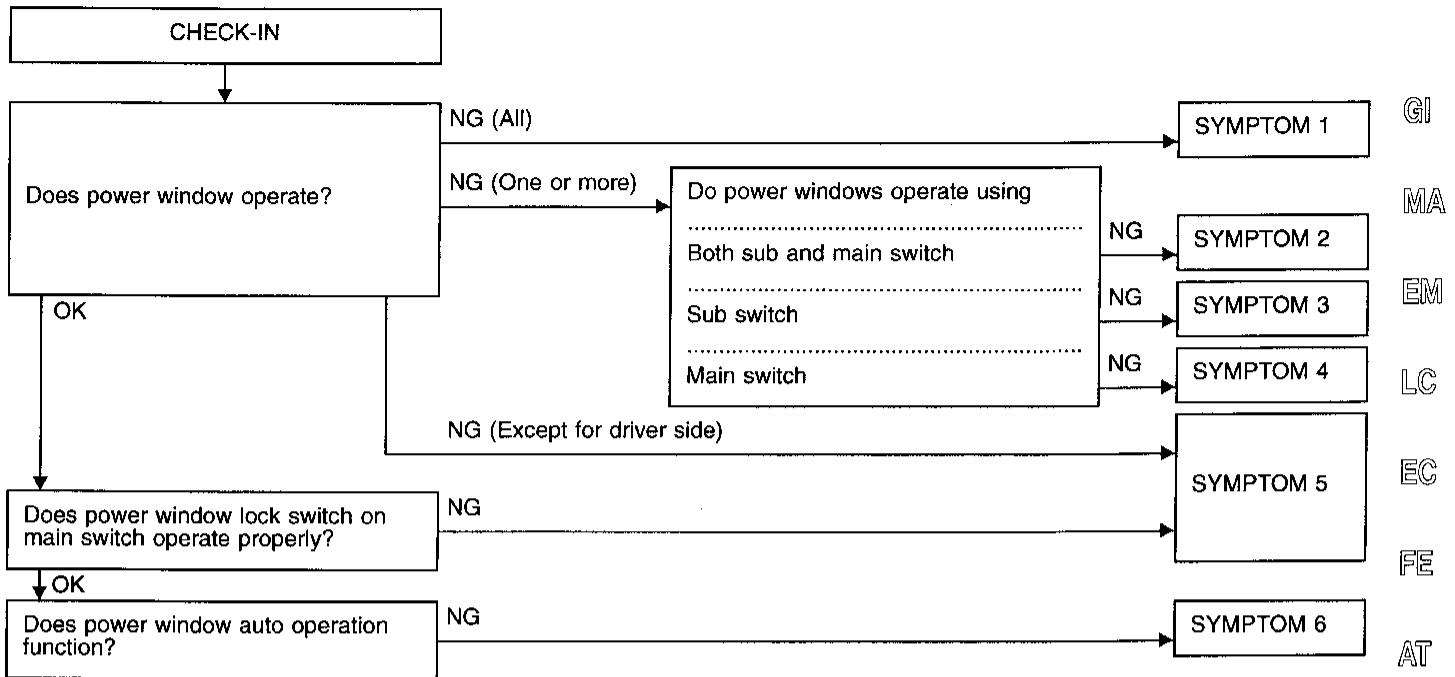 CHECK-IN
NG (All)
SYMPTOM 1
GI
Does power window operate?
NG (One or more)
Do power windows operate using
MA
Both sub and main switch
NG
SYMPTOM 2
EM
Sub switch
NG
SYMPTOM 3
OK
Main switch
NG
SYMPTOM 4
LC
NG (Except for driver side)
SYMPTOM 5
EC
Does power window lock switch on
main switch operate properly?
NG
FE
OK
Does power window auto operation
function?
NG
SYMPTOM 6
AT